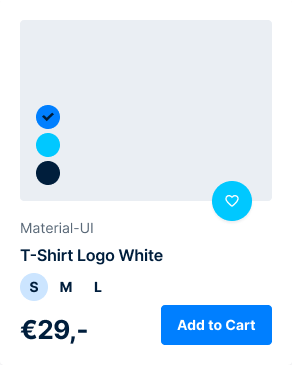 Material-UI
T-Shirt Logo White
S M L
€29,-
Add to Cart